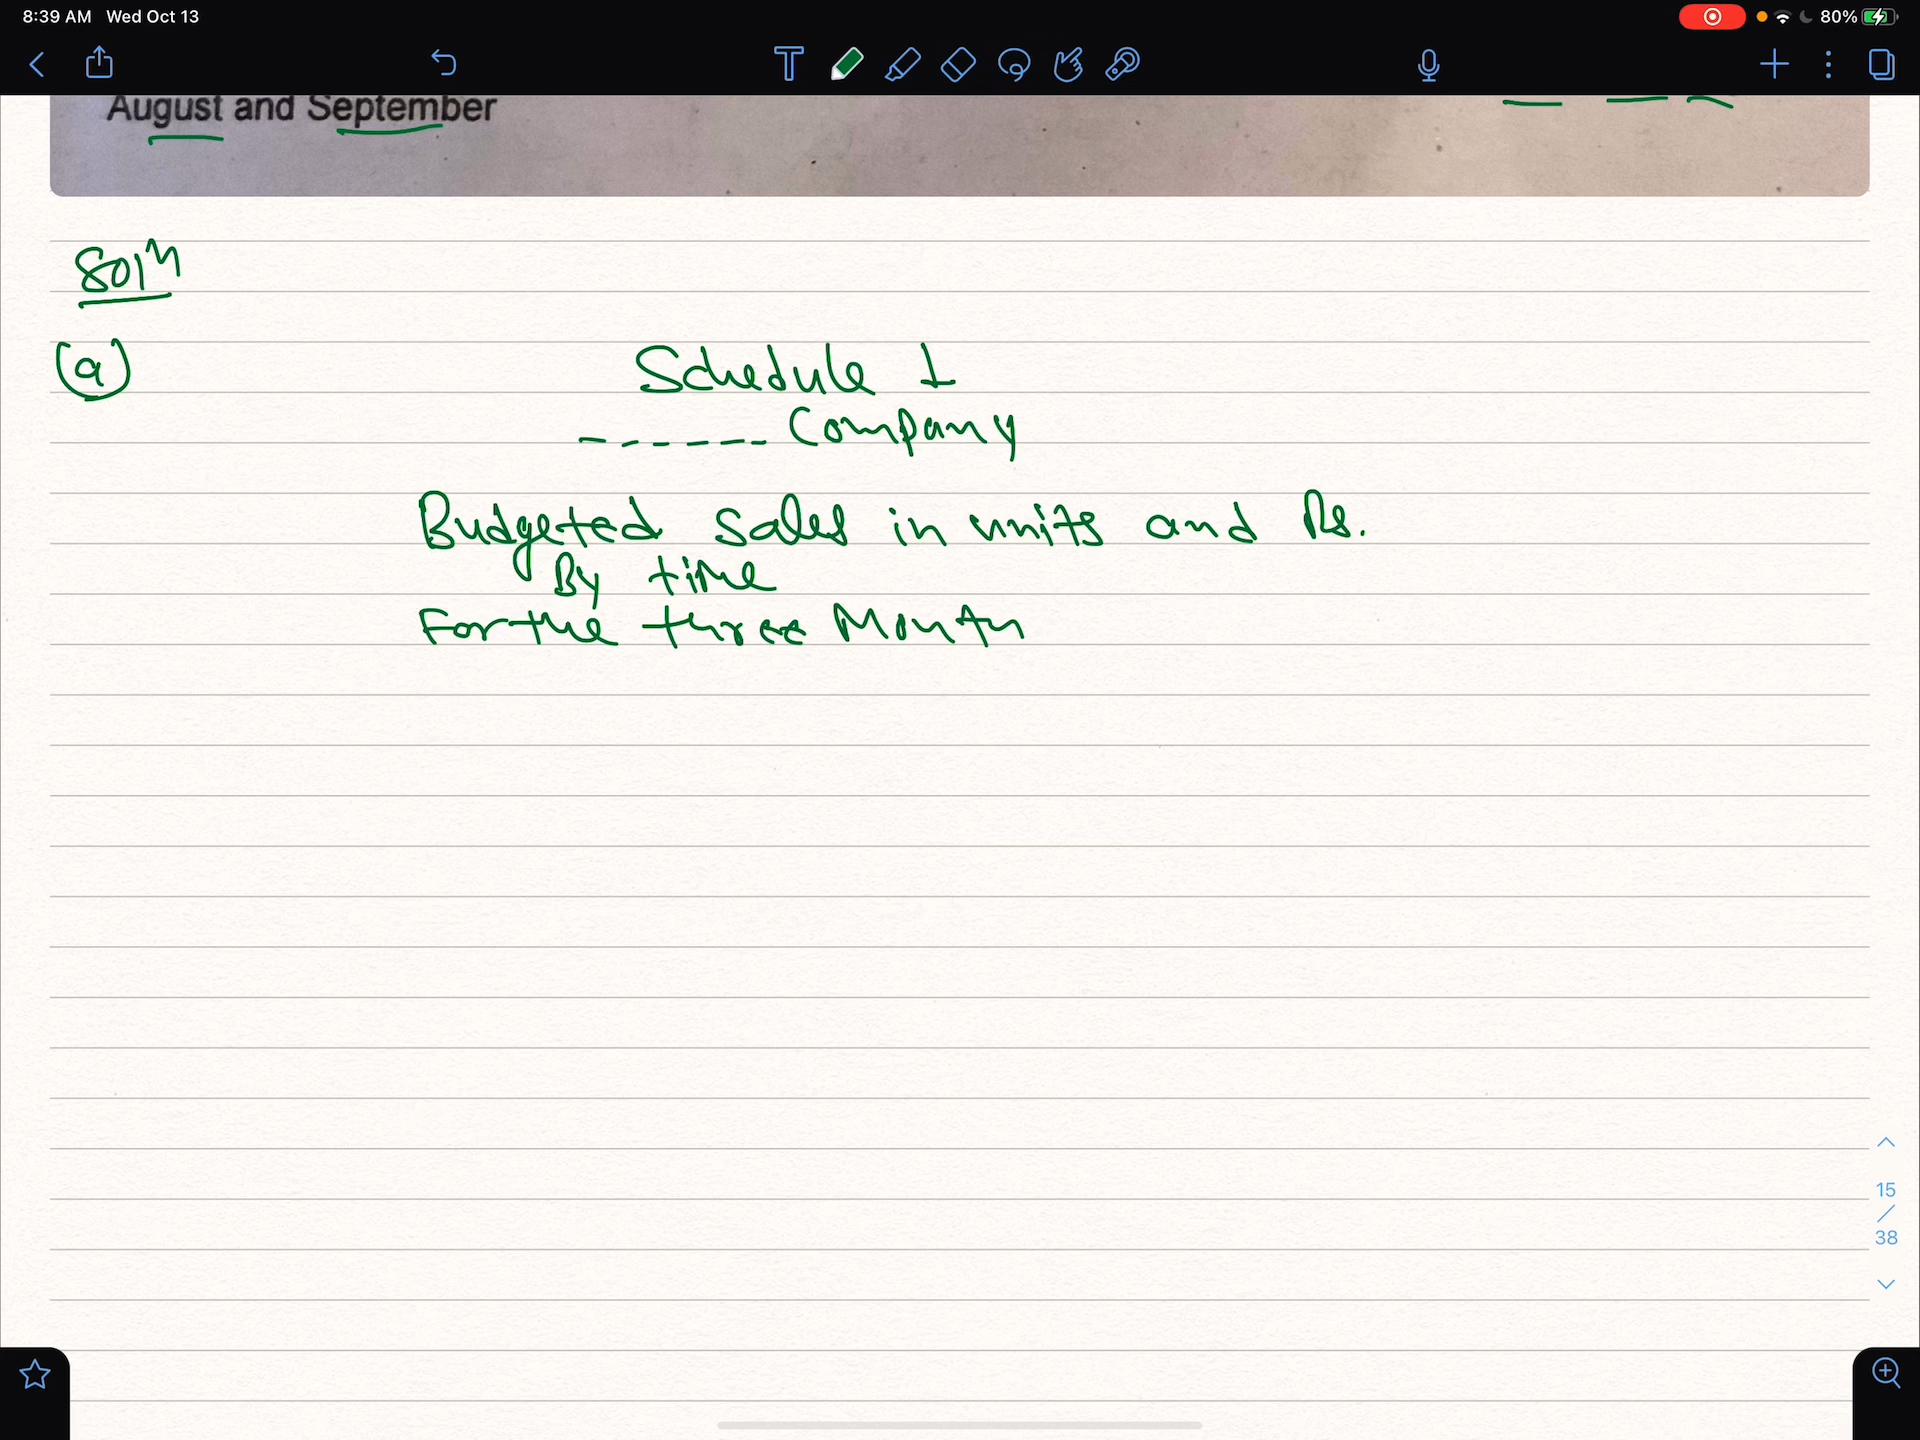 8:39 AM Wed Oct 13
80%
August and September
Soln
(a)
Schedule 1
------ Company
Budgeted sales in units and Rs.
By time
For the three Month
15
/
38